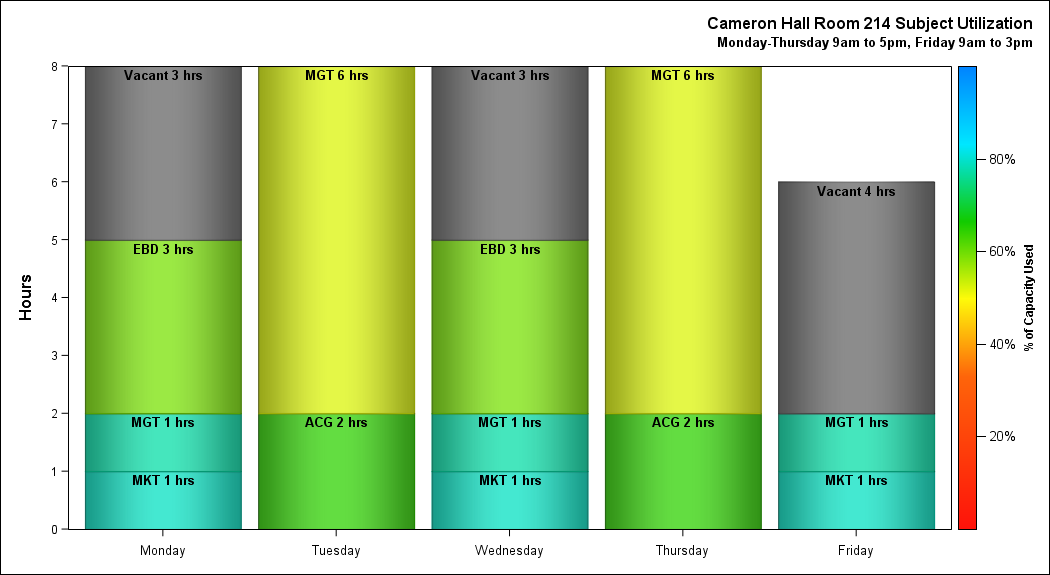 Cameron Hall Room 214 Subject Utilization
Monday-Thursday 9am to 5pm, Friday 9am to 3pm
Hours
8
7
6
5
4
3
2
1
0
Vacant 3 hrs
EBD 3 hrs
MGT 1 hrs
MKT 1 hrs
MGT 6 hrs
ACG 2 hrs
Vacant 3 hrs
EBD 3 hrs
MGT 1 hrs
MKT 1 hrs
MGT 6 hrs
ACG 2 hrs
Vacant 4 hrs
MGT 1 hrs
MKT 1 hrs
Monday
Tuesday
Wednesday
Thursday
Friday
80%
60%
40%
20%
% of Capacity Used